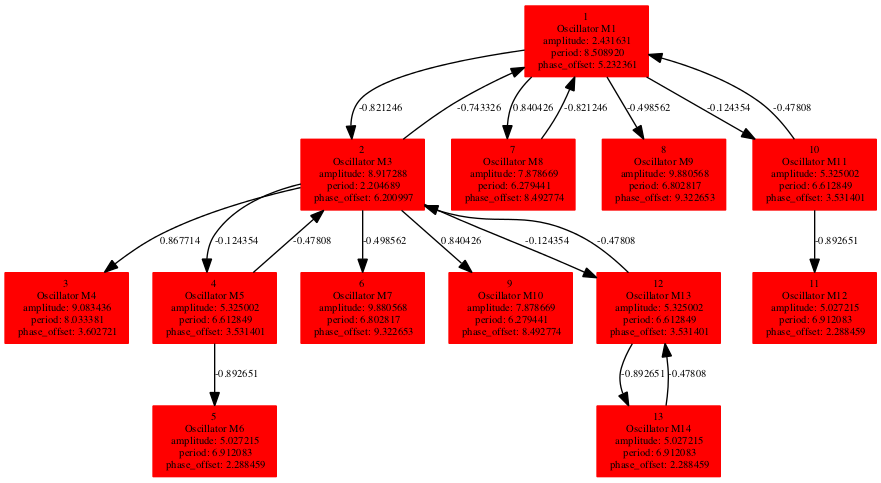 1
Oscillator M1
amplitude: 2.431631
period: 8.508920
phase_offset: 5.232361
-0.821246
-0.743326
0.840426
-0.821246
-0.498562
-0.124354
-0.47808
2
Oscillator M3
amplitude: 8.917288
period: 2.204689
phase_offset: 6.200997
7
Oscillator M8
amplitude: 7.878669
period: 6.279441
phase_offset: 8.492774
8
Oscillator M9
amplitude: 9.880568
period: 6.802817
phase_offset: 9.322653
10
Oscillator M11
amplitude: 5.325002
period: 6.612849
phase_offset: 3.531401
0.867714
-0.124354
-0.47808
-0.498562
0.840426
-0.124354
-0.47808
-0.892651
3
Oscillator M4
amplitude: 9.083436
period: 8.033381
phase_offset: 3.602721
4
Oscillator M5
amplitude: 5.325002
period: 6.612849
phase_offset: 3.531401
6
Oscillator M7
amplitude: 9.880568
period: 6.802817
phase_offset: 9.322653
9
Oscillator M10
amplitude: 7.878669
period: 6.279441
phase_offset: 8.492774
12
Oscillator M13
amplitude: 5.325002
period: 6.612849
phase_offset: 3.531401
11
Oscillator M12
amplitude: 5.027215
period: 6.912083
phase_offset: 2.288459
-0.892651
-0.892651
-0.47808
5
Oscillator M6
amplitude: 5.027215
period: 6.912083
phase_offset: 2.288459
13
Oscillator M14
amplitude: 5.027215
period: 6.912083
phase_offset: 2.288459